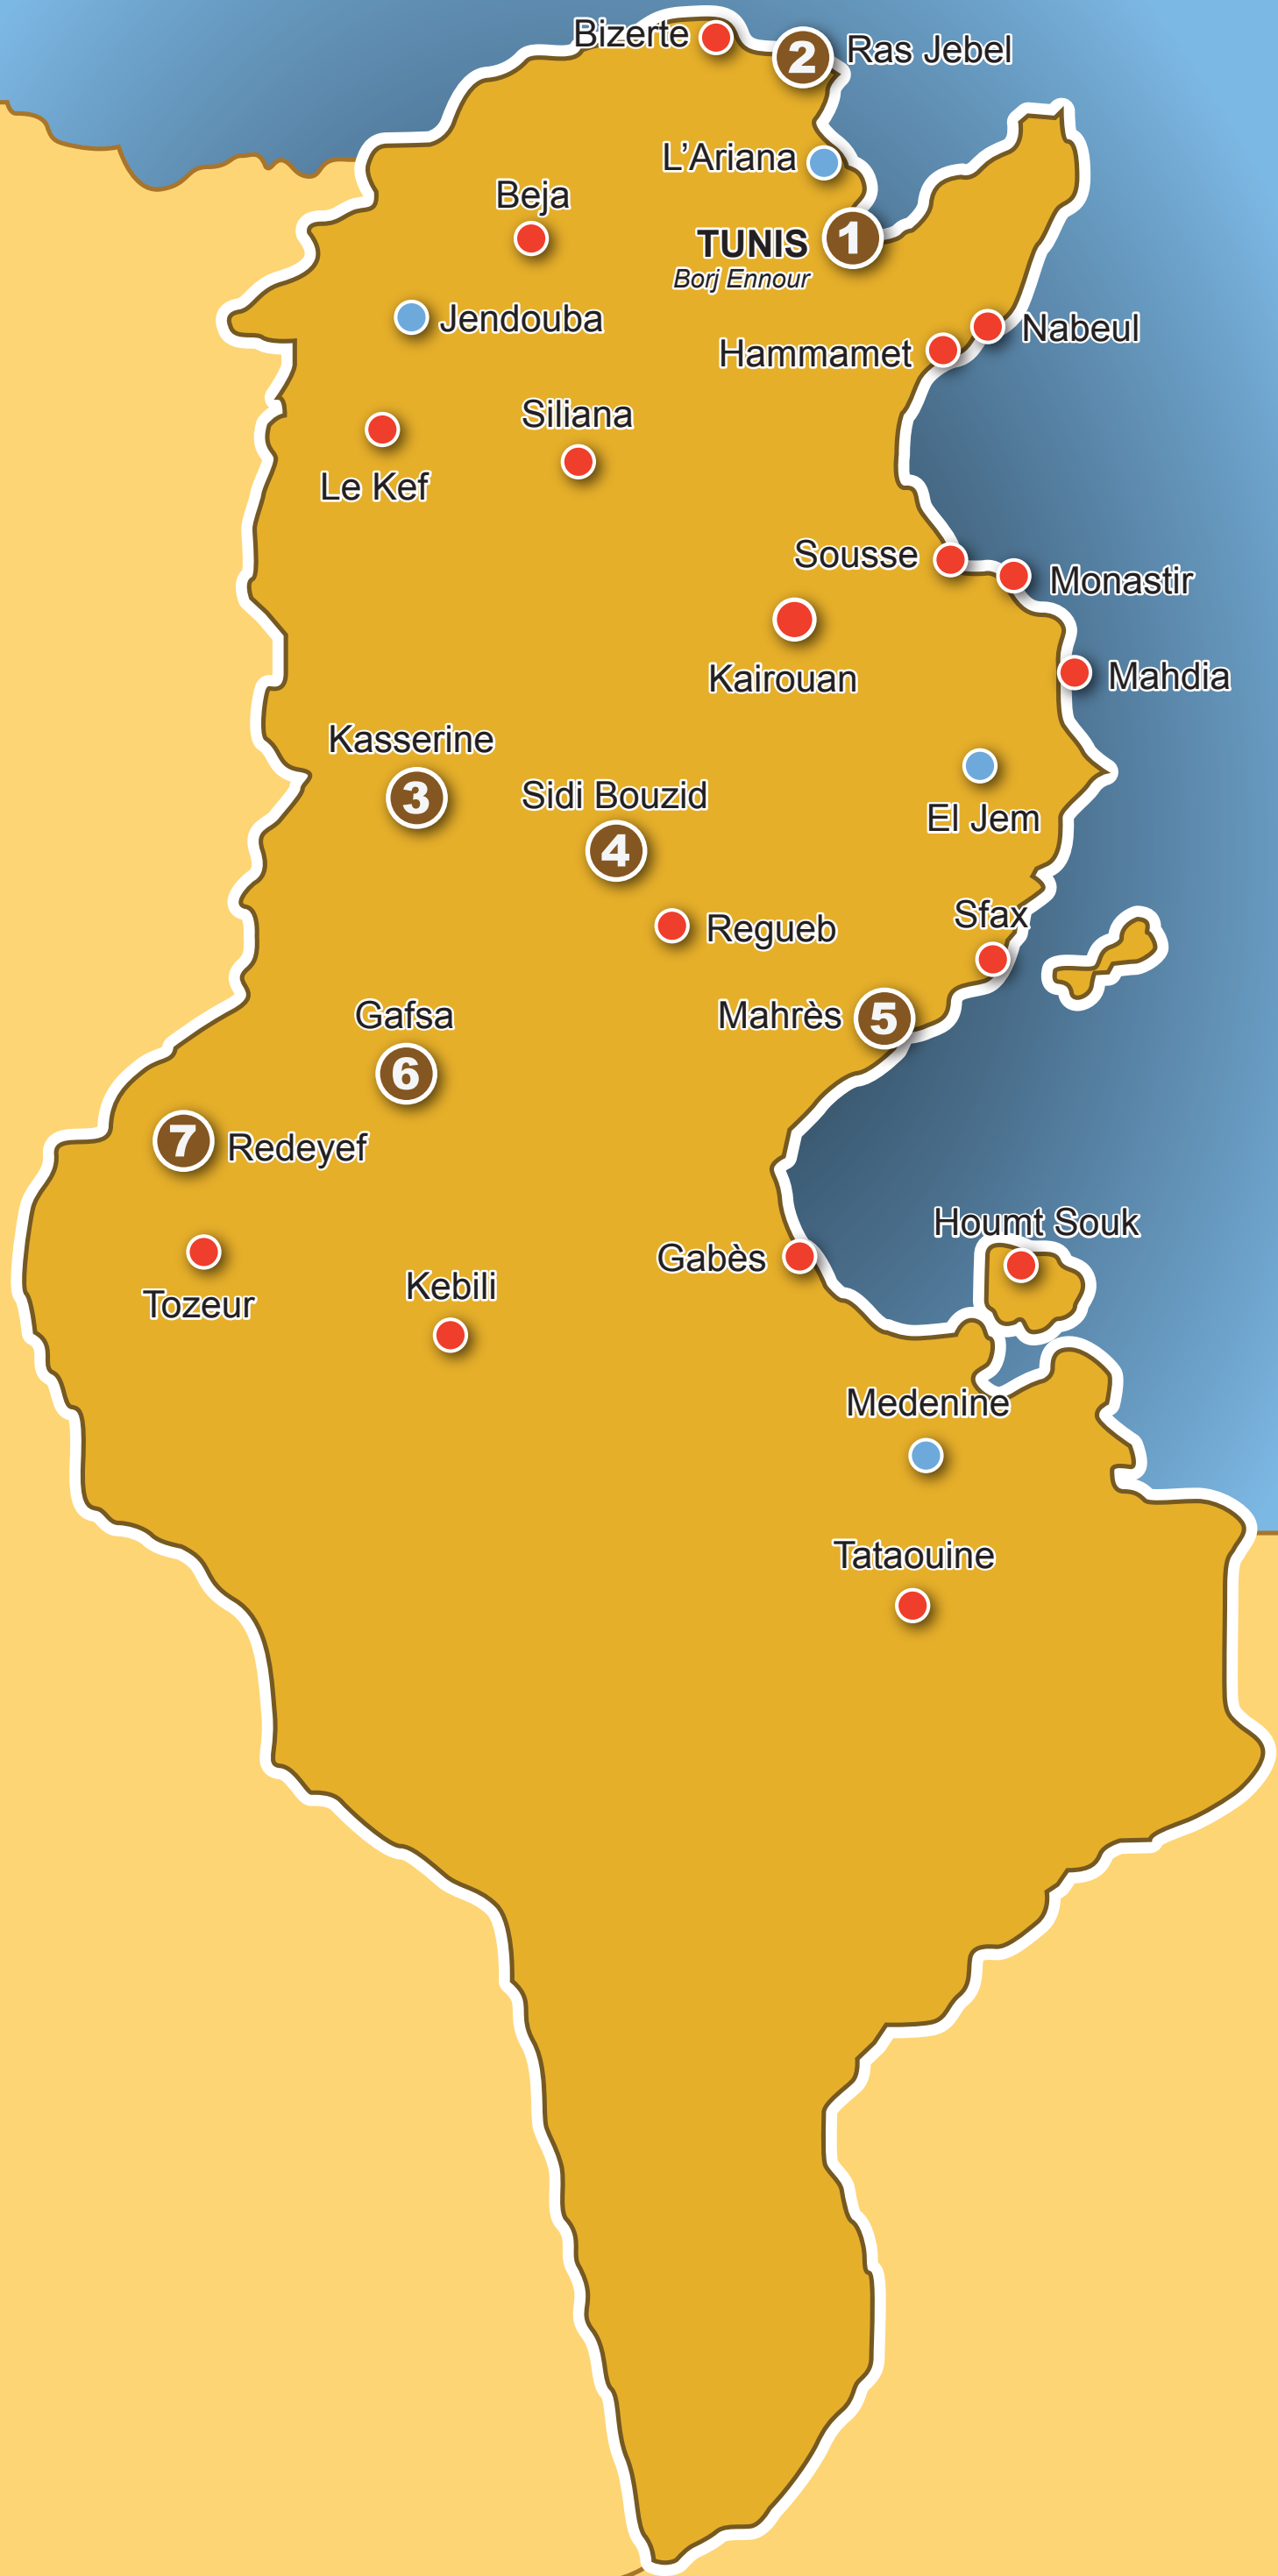 Bizerte
2
Ras Jebel
L'Ariana
Beja
TUNIS
1
Borj Ennour
Jendouba
Nabeul
Hammamet
Siliana
Le Kef
Sousse
Monastir
Kairouan
Mahdia
Kasserine
3
Sidi Bouzid
4
El Jem
Sfax
Regueb
Gafsa
6
Mahrès
5
7
Redeyef
Houmt Souk
Gabès
Tozeur
Kebili
Medenine
Tataouine